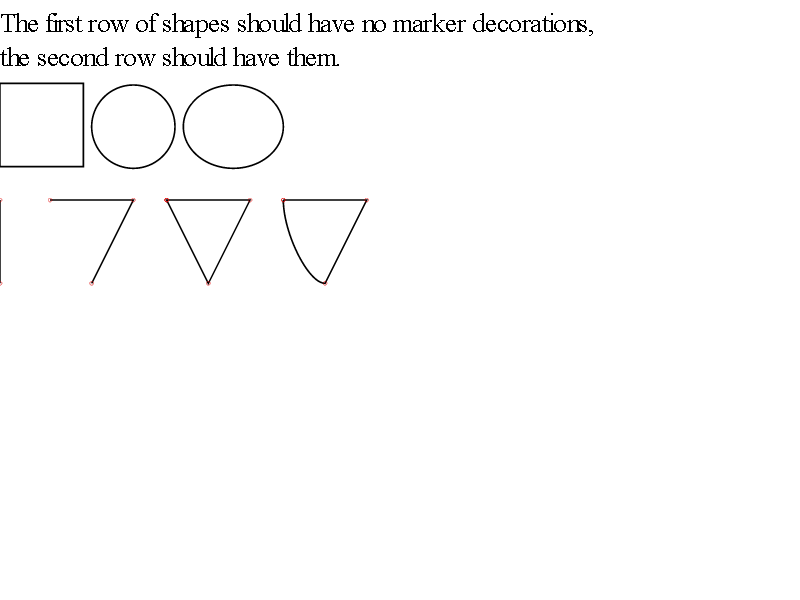 The first row of shapes should have no marker decorations,
the second row should have them.